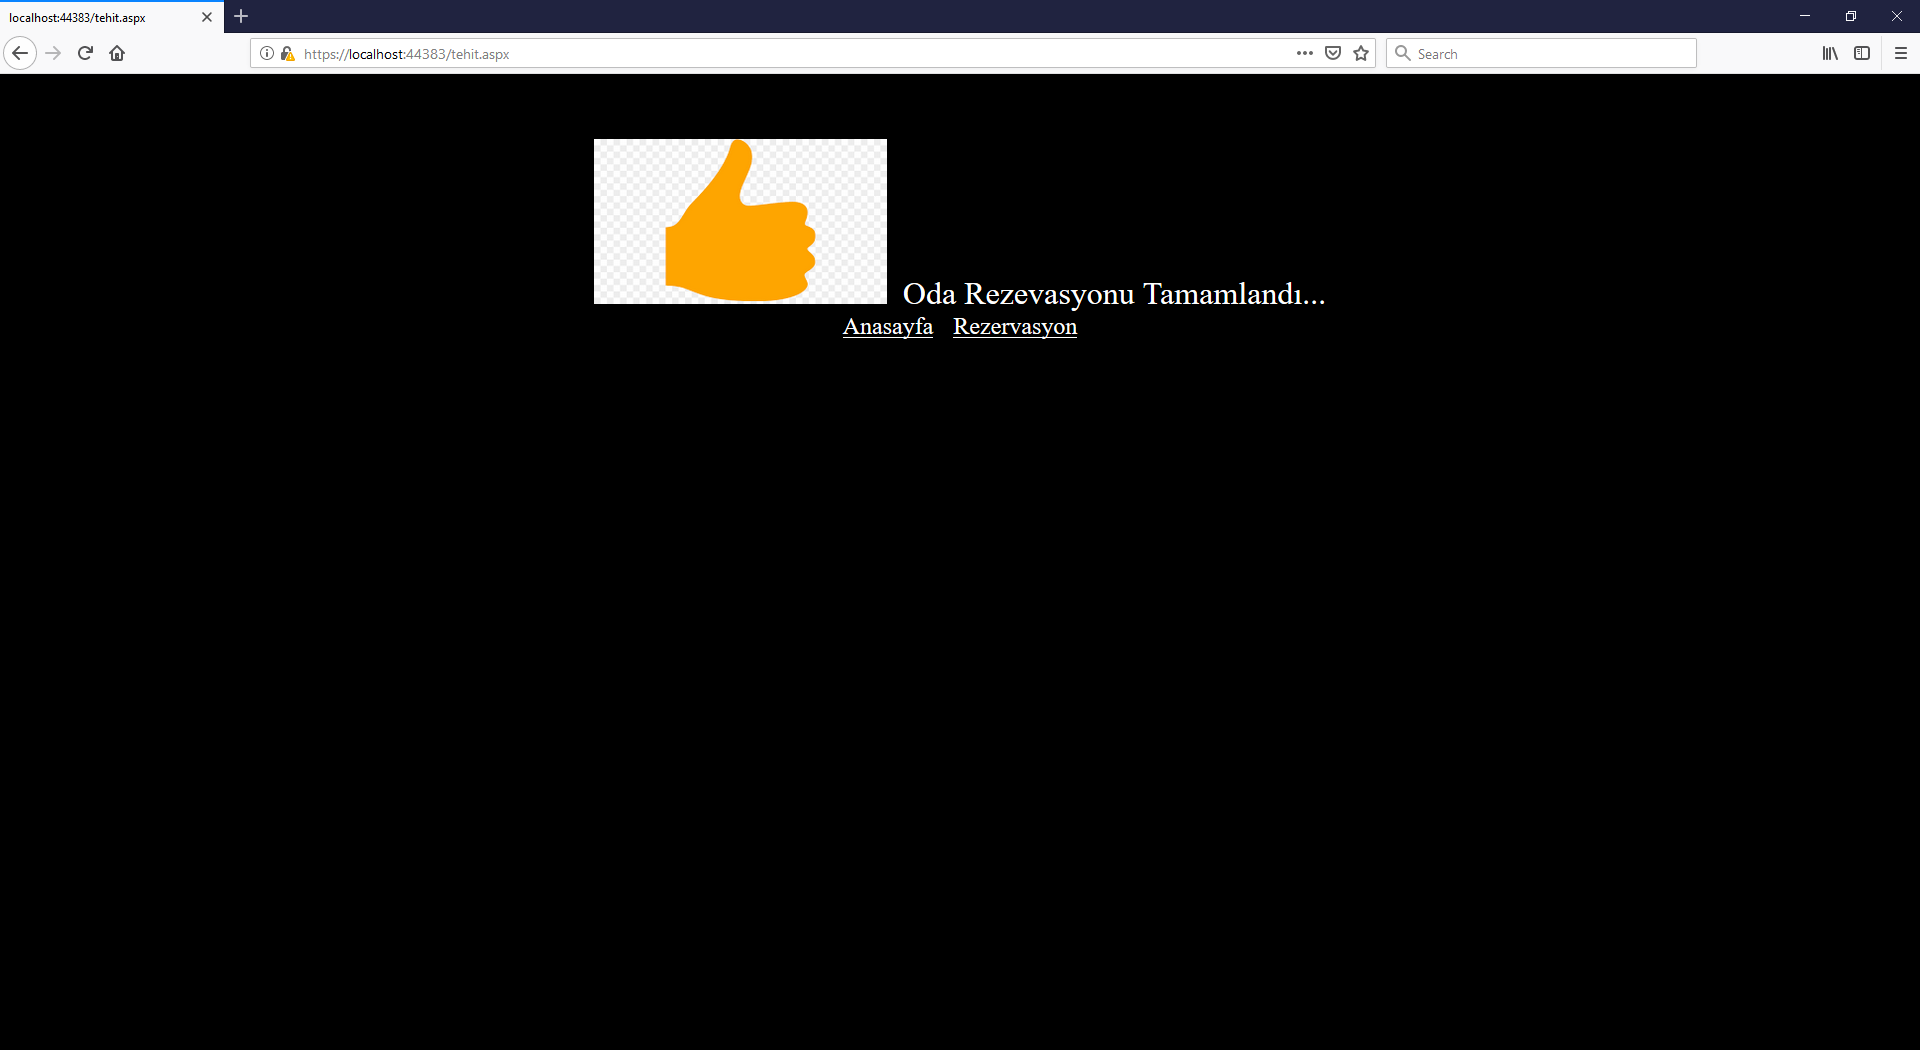 localhost:44383/tehit.aspx
https://localhost:44383/tehit.aspx
Search
Oda Rezevasyonu Tamamlandı...
Anasayfa Rezervasyon